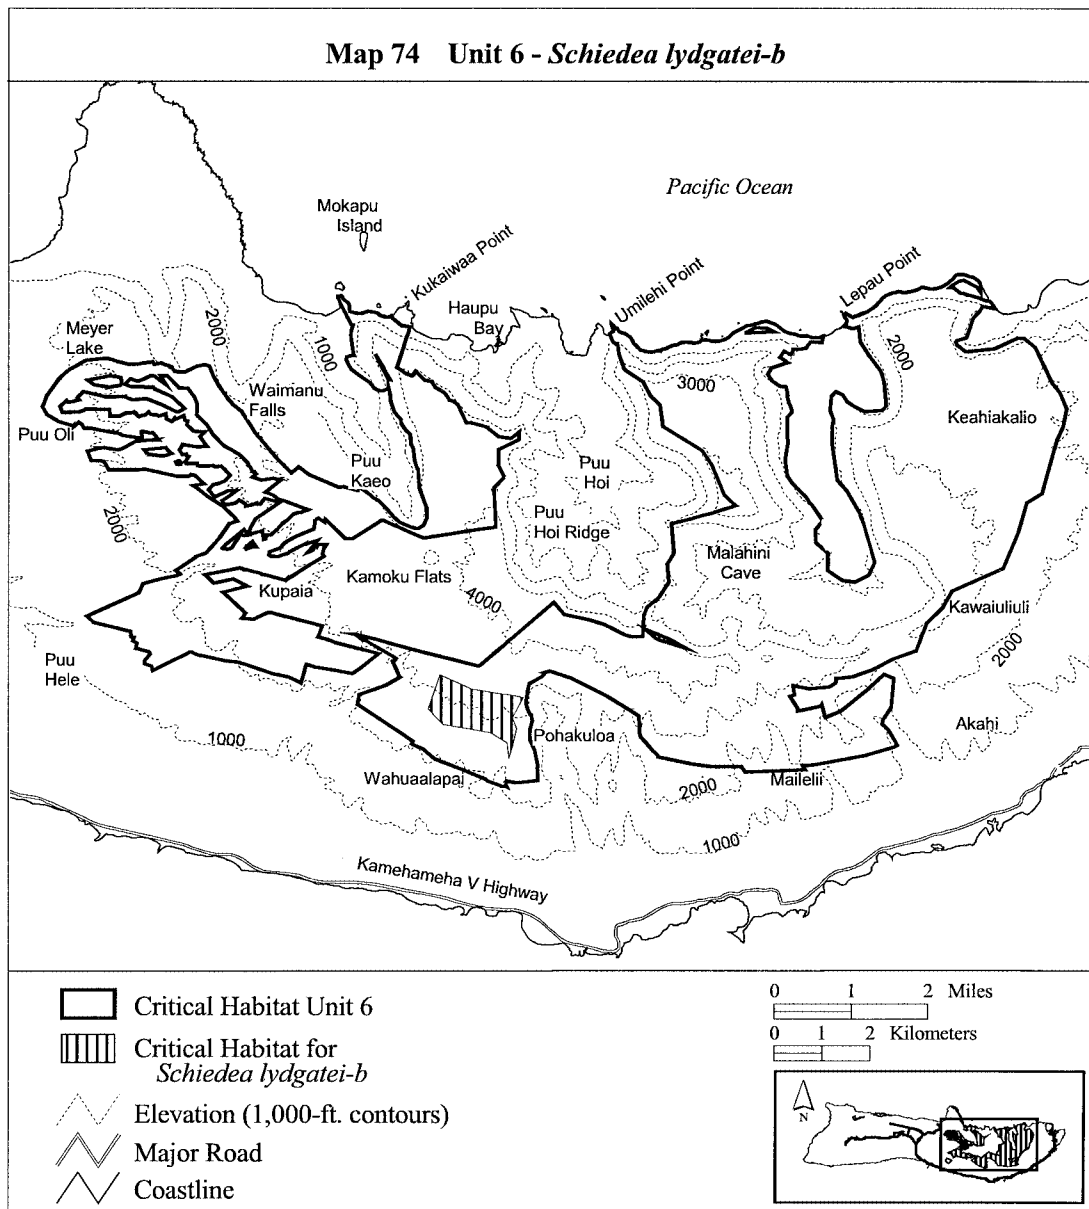 Map 74 Unit 6 - Schiedea lydgatei-b
Pacific Ocean
Mokapu
Island
Kukaiwaa Point
Haupu
Bay
Umilehi Point
Lepau Point
Meyer
Lake
2000
1000
Waimanu
Falls
3000
2000
Keahiakalio
Puu Oli
Puu
Kaeo
Puu
Hoi
2000
Puu
Hoi Ridge
Malahini
Cave
Kamoku Flats
Kupaia
4000
Kawaiuliuli
2000
Puu
Hele
1000
Pohakuloa
Akahi
Wahuaalapai
2000
Mailelii
1000
Kamehameha V Highway
Critical Habitat Unit 6
Critical Habitat for
Schiedea lydgatei-b
Elevation (1,000-ft. contours)
Major Road
Coastline
0 1 2 Miles
0 1 2 Kilometers
N